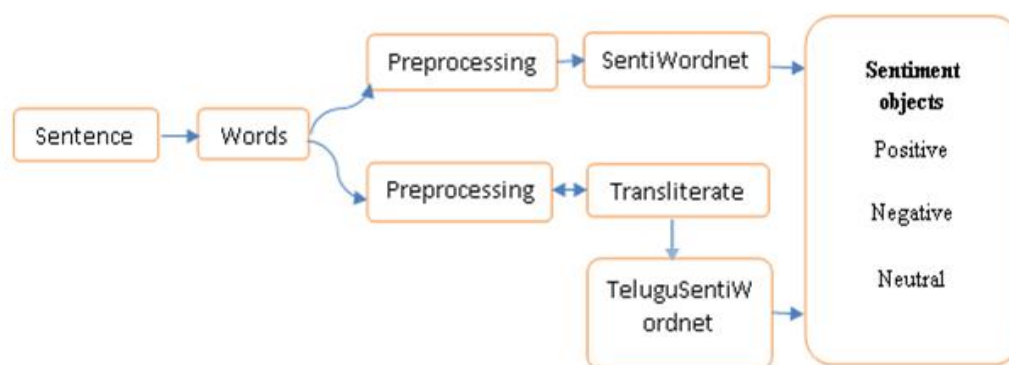 Sentence
Words
Preprocessing
SentiWordnet
Preprocessing
Transliterate
TeluguSentiW
ordnet
Sentiment
objects
Positive
Negative
Neutral